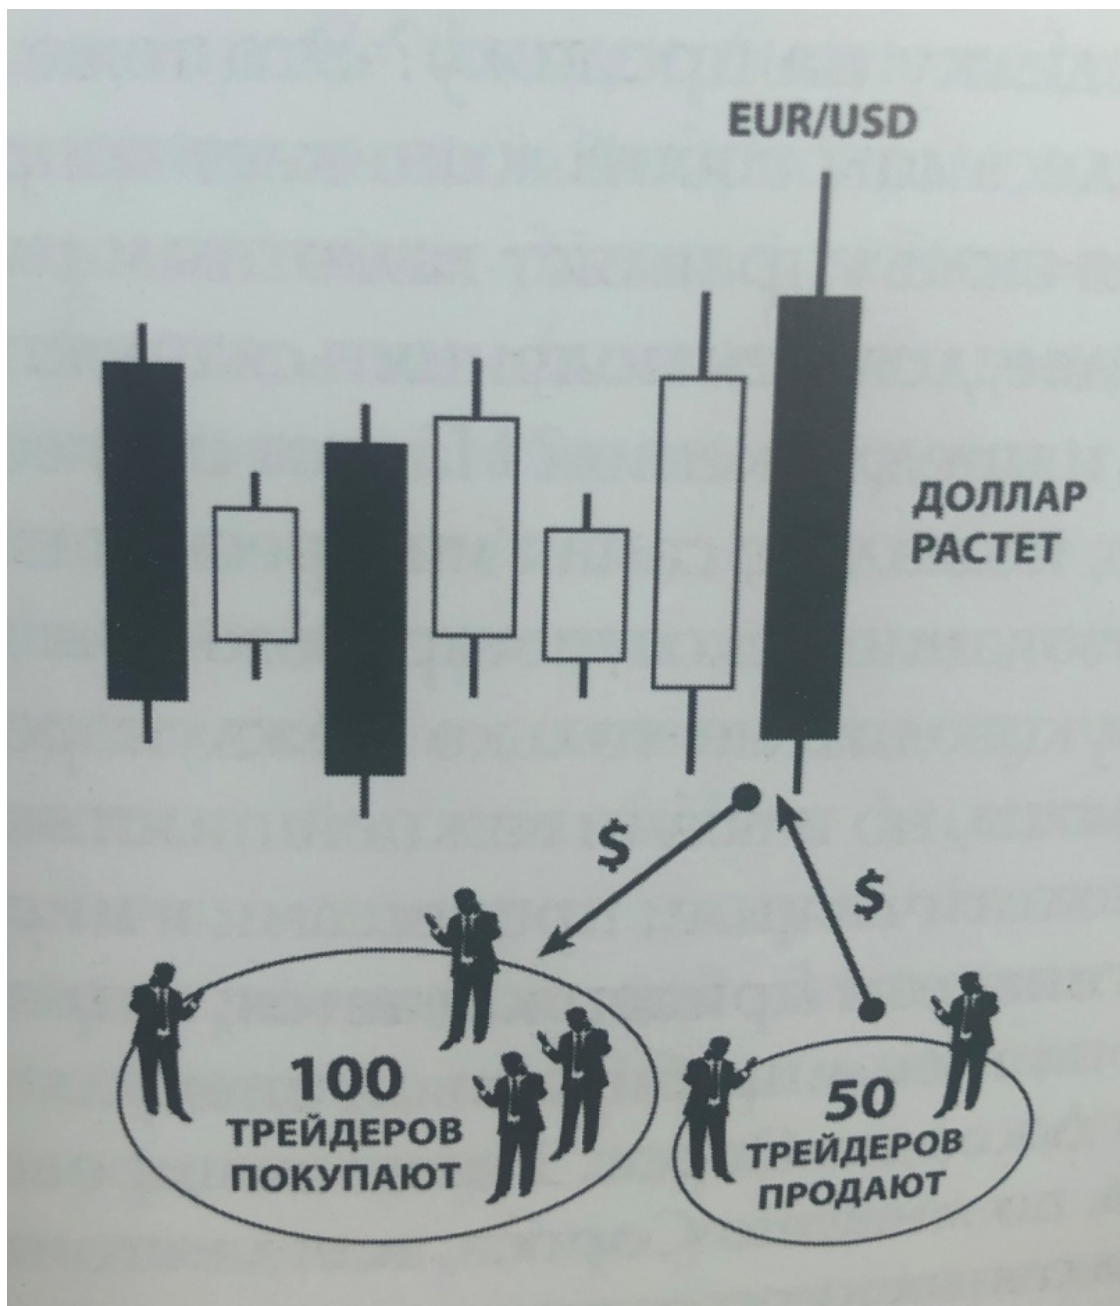 EUR/USD
ДОЛЛАР
РАСТЕТ
$
$
100
ТРЕЙДЕРОВ
ПОКУПАЮТ
50
ТРЕЙДЕРОВ
ПРОДАЮТ